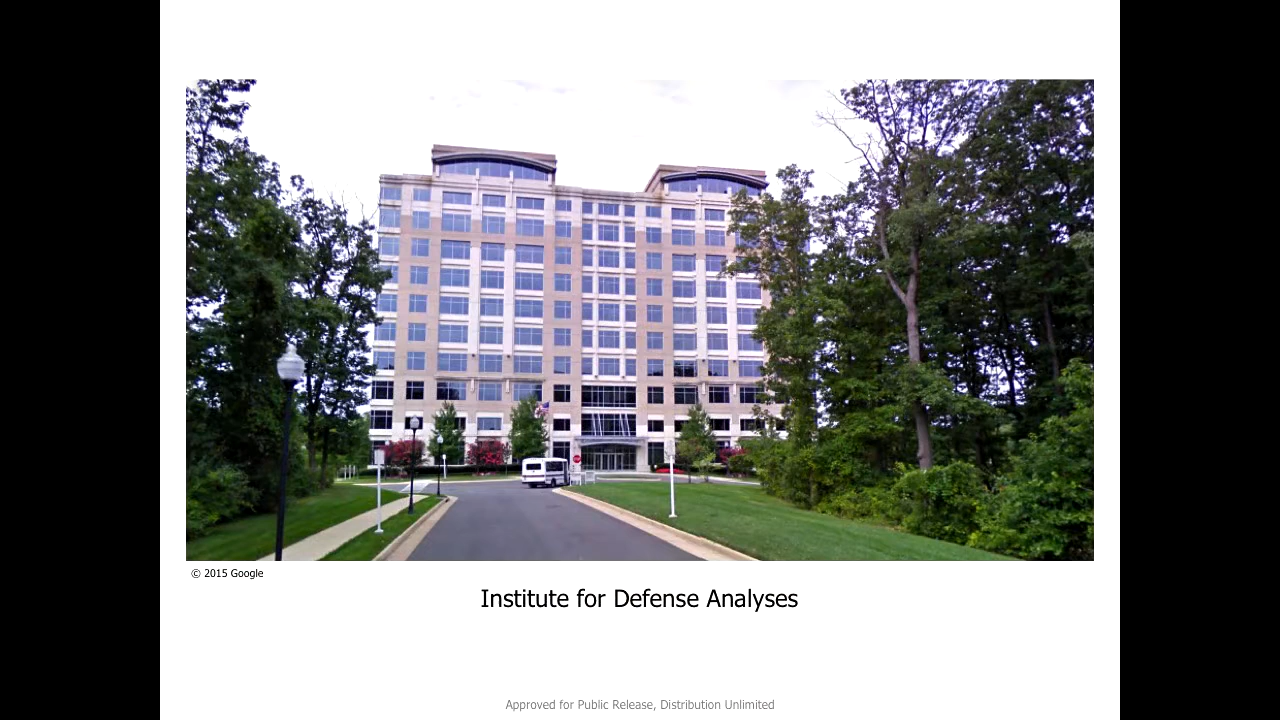 © 2015 Google
Institute for Defense Analyses
Approved for Public Release, Distribution Unlimited